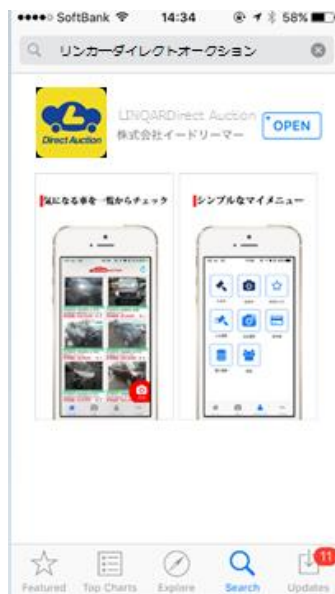 SoftBank 14:34 58%
リンカーダイレクトオークション
Direct Auction
LINQARDirect Auction
株式会社イードリーマー
OPEN
気になる車を一覧からチェック
シンプルなマイメニュー
11
Featured Top Charts Explore Search Updates